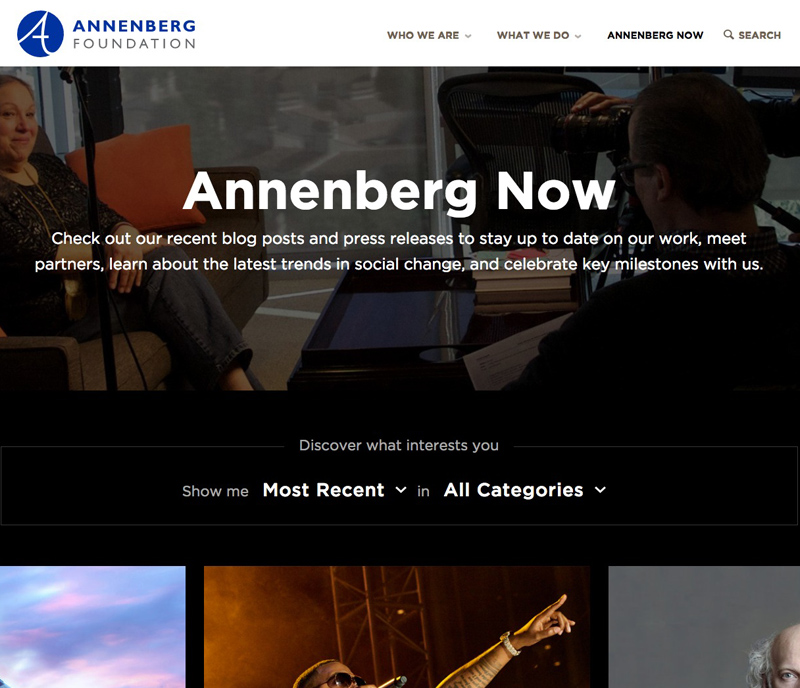 ANNENBERG
FOUNDATION
WHO WE ARE
WHAT WE DO
ANNENBERG NOW
SEARCH
Annenberg Now
Check out our recent blog posts and press releases to stay up to date on our work, meet
partners, learn about the latest trends in social change, and celebrate key milestones with us.
Discover what interests you
Show me Most Recent in All Categories